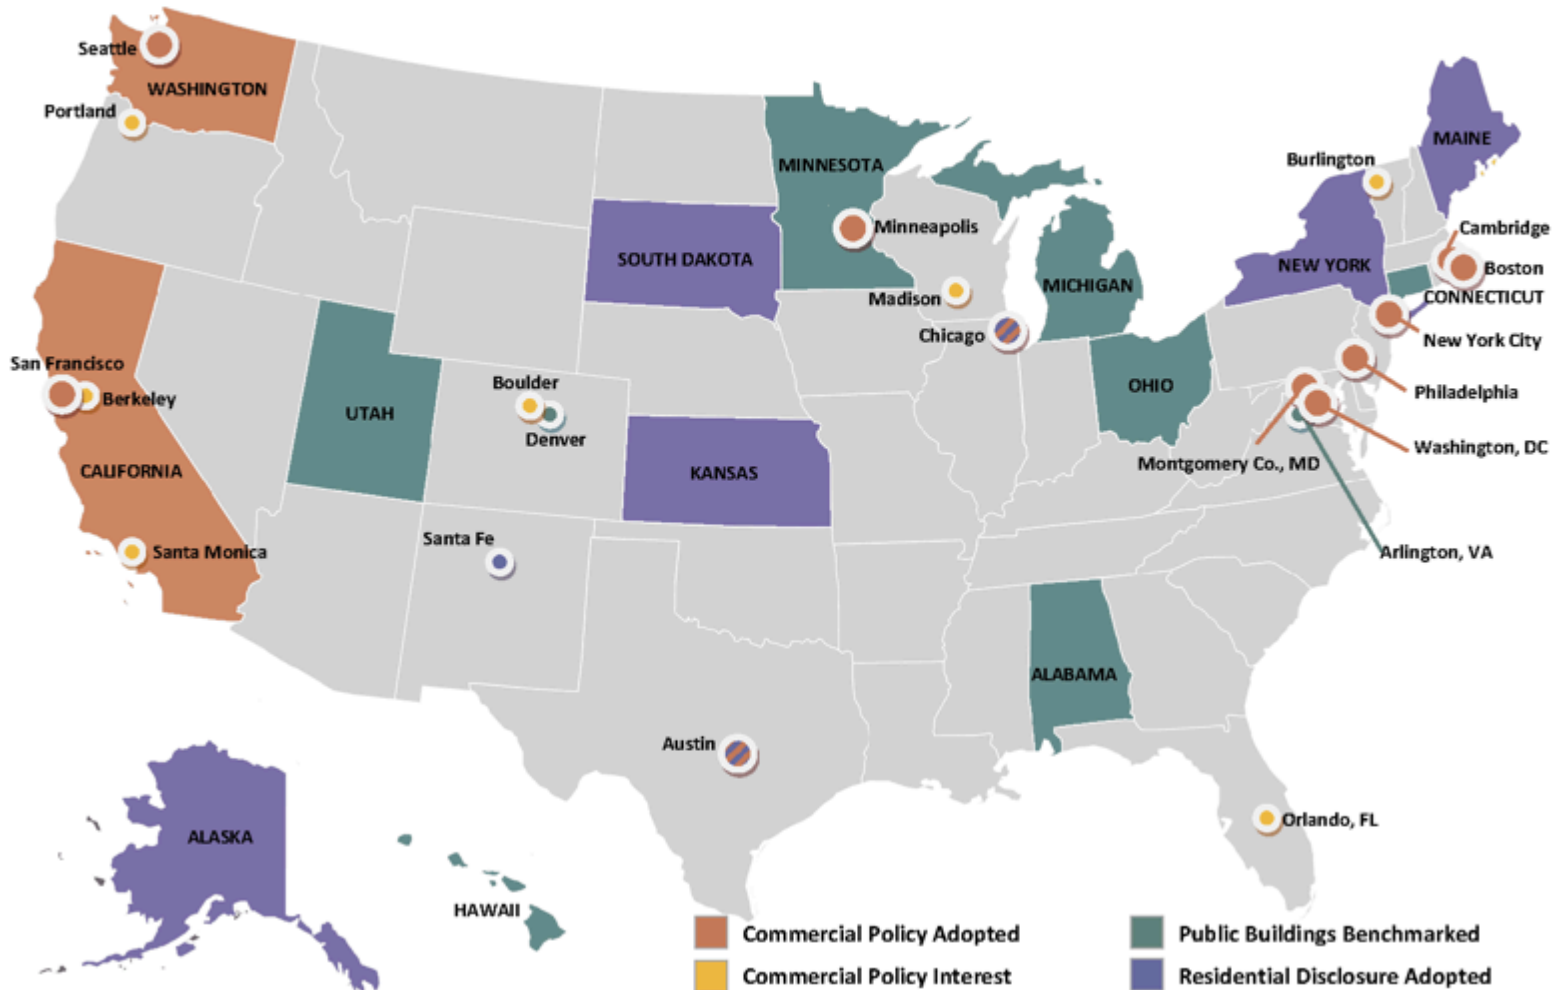 Seattle
WASHINGTON
Portland
MINNESOTA
MAINE
Burlington
Minneapolis
Cambridge
SOUTH DAKOTA
NEW YORK
Boston
MICHIGAN
Madison
CONNECTICUT
Chicago
New York City
San Francisco
Berkeley
Boulder
OHIO
Philadelphia
UTAH
Denver
Washington, DC
CALIFORNIA
KANSAS
Montgomery Co., MD
Santa Monica
Santa Fe
Arlington, VA
ALABAMA
Austin
Orlando, FL
ALASKA
HAWAII
Commercial Policy Adopted
Public Buildings Benchmarked
Commercial Policy Interest
Residential Disclosure Adopted